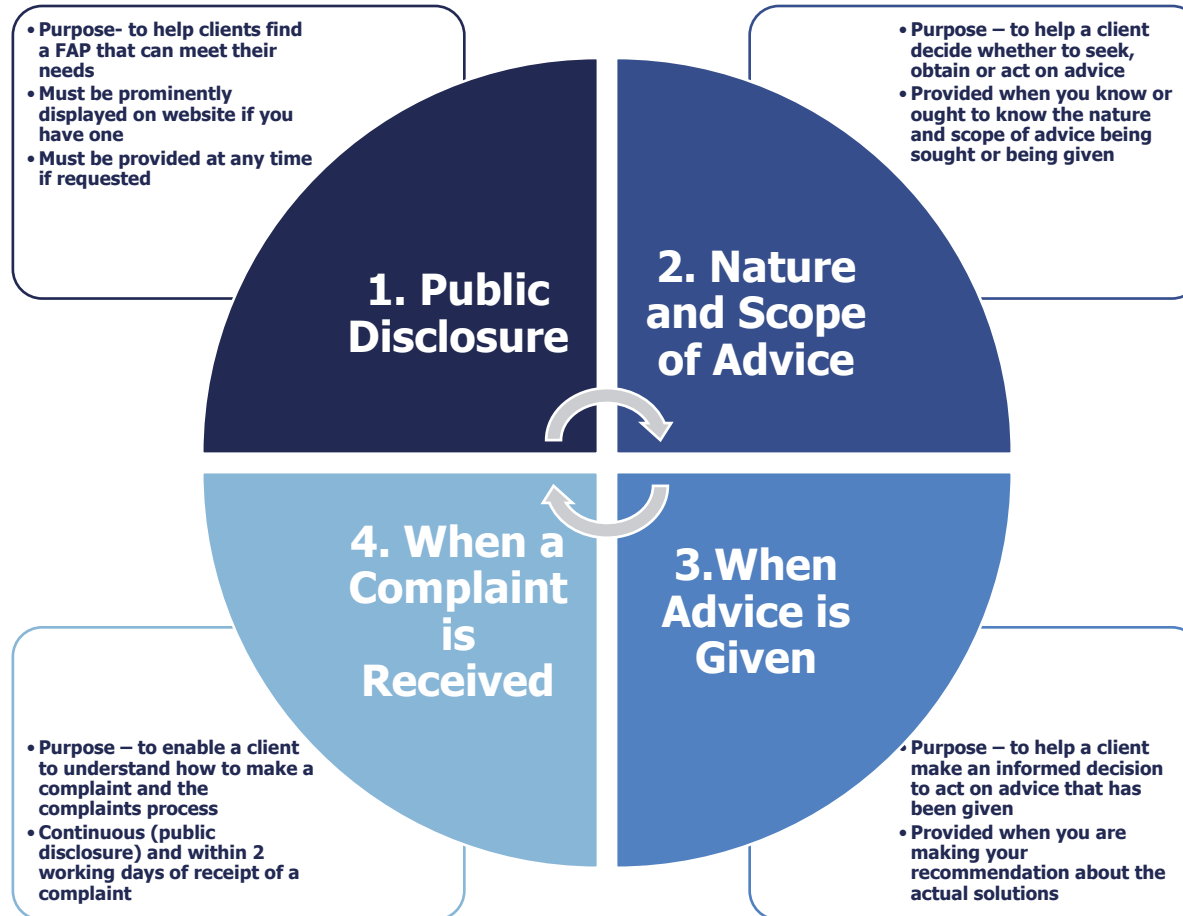 • Purpose- to help clients find
a FAP that can meet their
needs
• Must be prominently
displayed on website if you
have one
• Must be provided at any time
if requested
• Purpose – to help a client
decide whether to seek,
obtain or act on advice
• Provided when you know or
ought to know the nature
and scope of advice being
sought or being given
1. Public
Disclosure
2. Nature
and Scope
of Advice
4. When a
Complaint
is
Received
3.When
Advice is
Given
• Purpose – to enable a client
to understand how to make a
complaint and the
complaints process
• Continuous (public
disclosure) and within 2
working days of receipt of a
complaint
• Purpose – to help a client
make an informed decision
to act on advice that has
been given
• Provided when you are
making your
recommendation about the
actual solutions